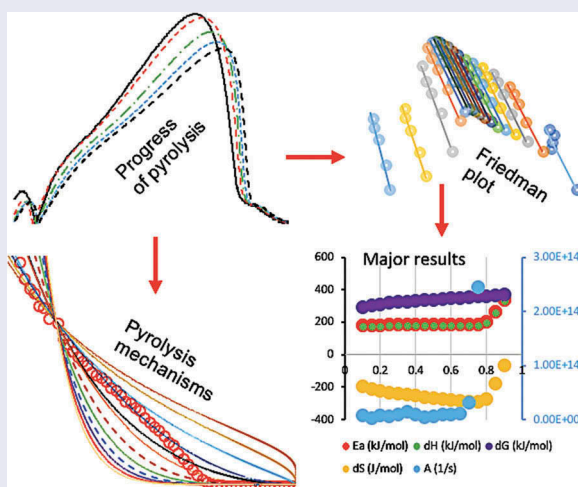 Progress
of pyrolysis
Friedman
plot
Pyrolysis
mechanisms
Major results
600
400
200
0
-200
-400
0
0.2
0.4
0.6
0.8
1
3.00E+14
2.00E+14
1.00E+14
0.00E+00
Ea (kJ/mol) dH (kJ/mol) dG (kJ/mol)
dS (J/mol) A (1/s)